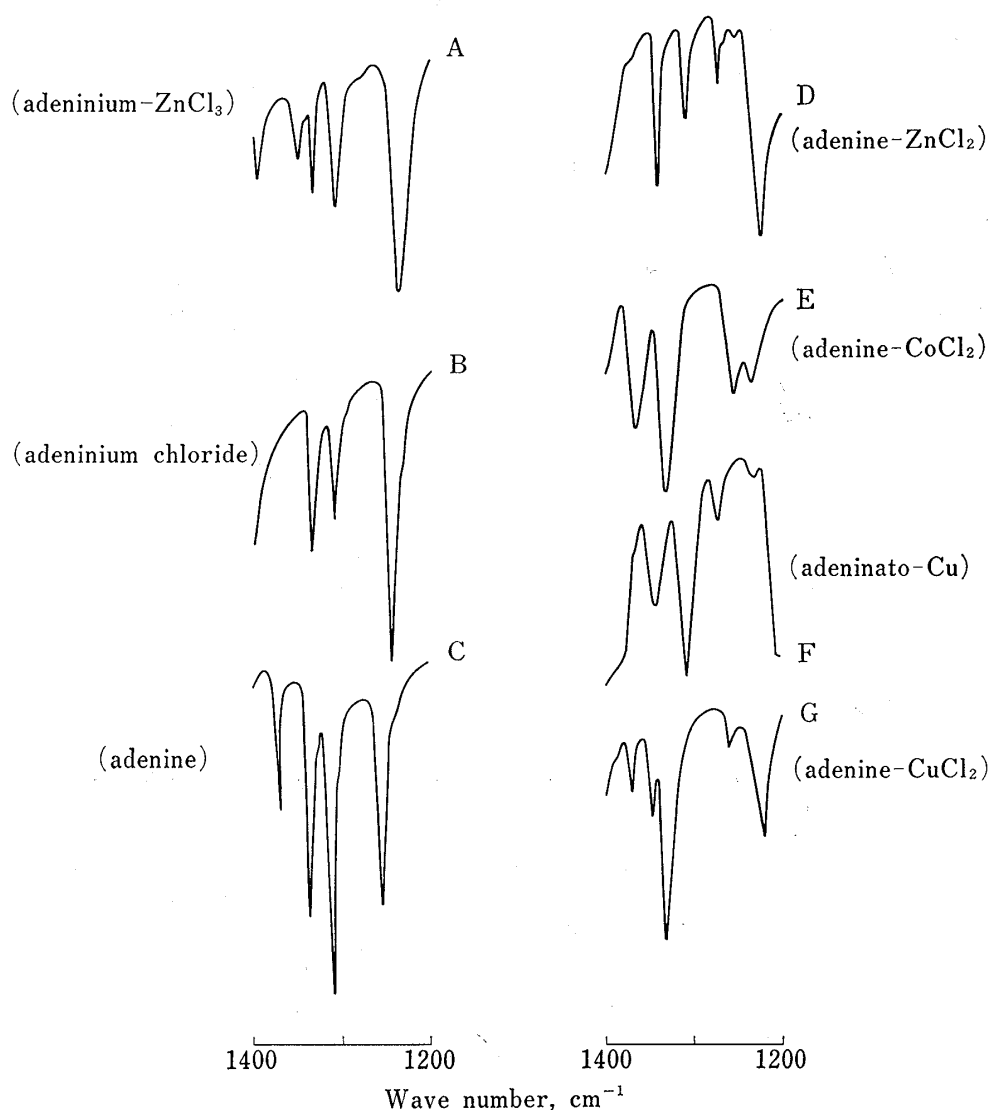 A
(adeninium-ZnCl₃)
B
(adeninium chloride)
C
(adenine)
D
(adenine-ZnCl₂)
E
(adenine-CoCl₂)
(adeninato-Cu)
F
G
(adenine-CuCl₂)
1400 1200 1400 1200
Wave number, cm⁻¹